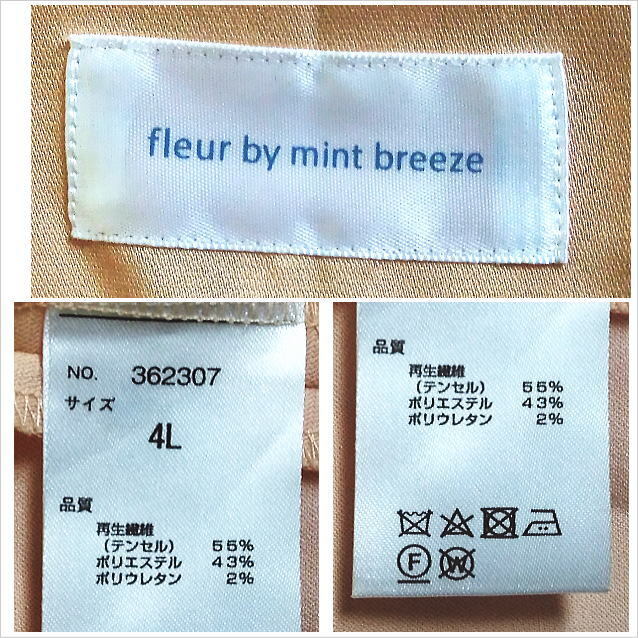 fleur by mint breeze
NO. 362307
サイズ
4L
品質
再生繊維
（テンセル） 55%
ポリエステル 43%
ポリウレタン 2%
品質
再生繊維
（テンセル） 55%
ポリエステル 43%
ポリウレタン 2%
F W